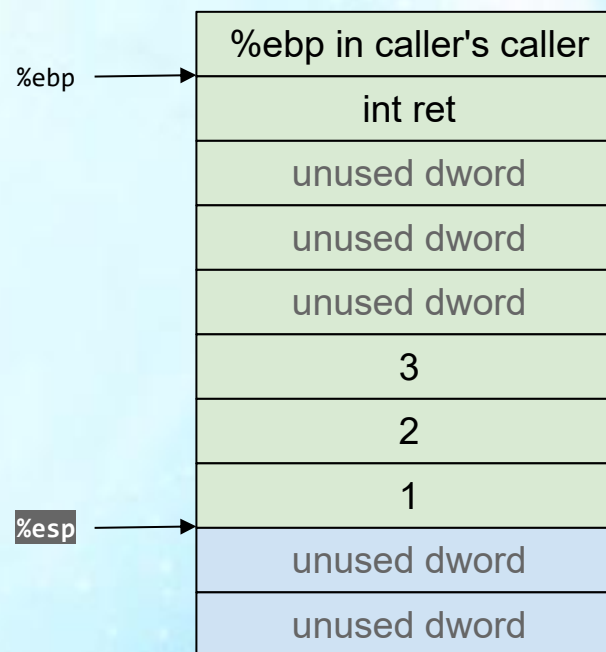 %ebp in caller's caller
%ebp
int ret
unused dword
unused dword
unused dword
3
2
1
%esp
unused dword
unused dword